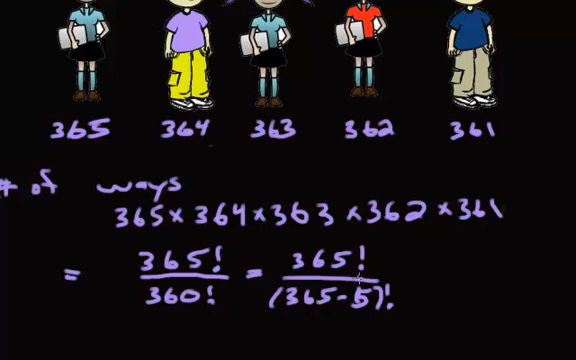 365 364 363 362 361
# of ways
365 × 364 × 363 × 362 × 361
= 365! / 360! = 365! / (365 - 5)!